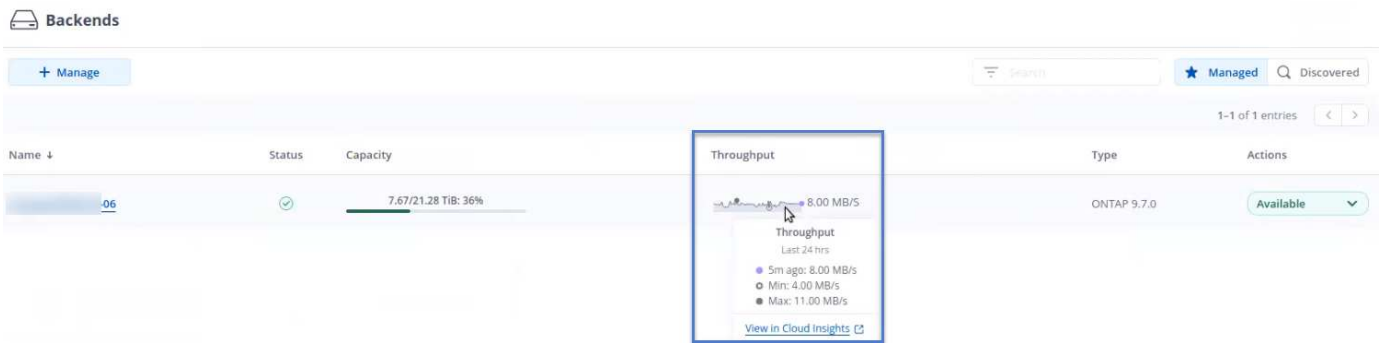 Backends
+ Manage
Search
Managed
Discovered
1–1 of 1 entries
Name ↓ Status Capacity Throughput Type Actions
-06 7.67/21.28 TiB: 36% 8.00 MB/S ONTAP 9.7.0 Available
Throughput
Last 24 hrs
5m ago: 8.00 MB/s
Min: 4.00 MB/s
Max: 11.00 MB/s
View in Cloud Insights